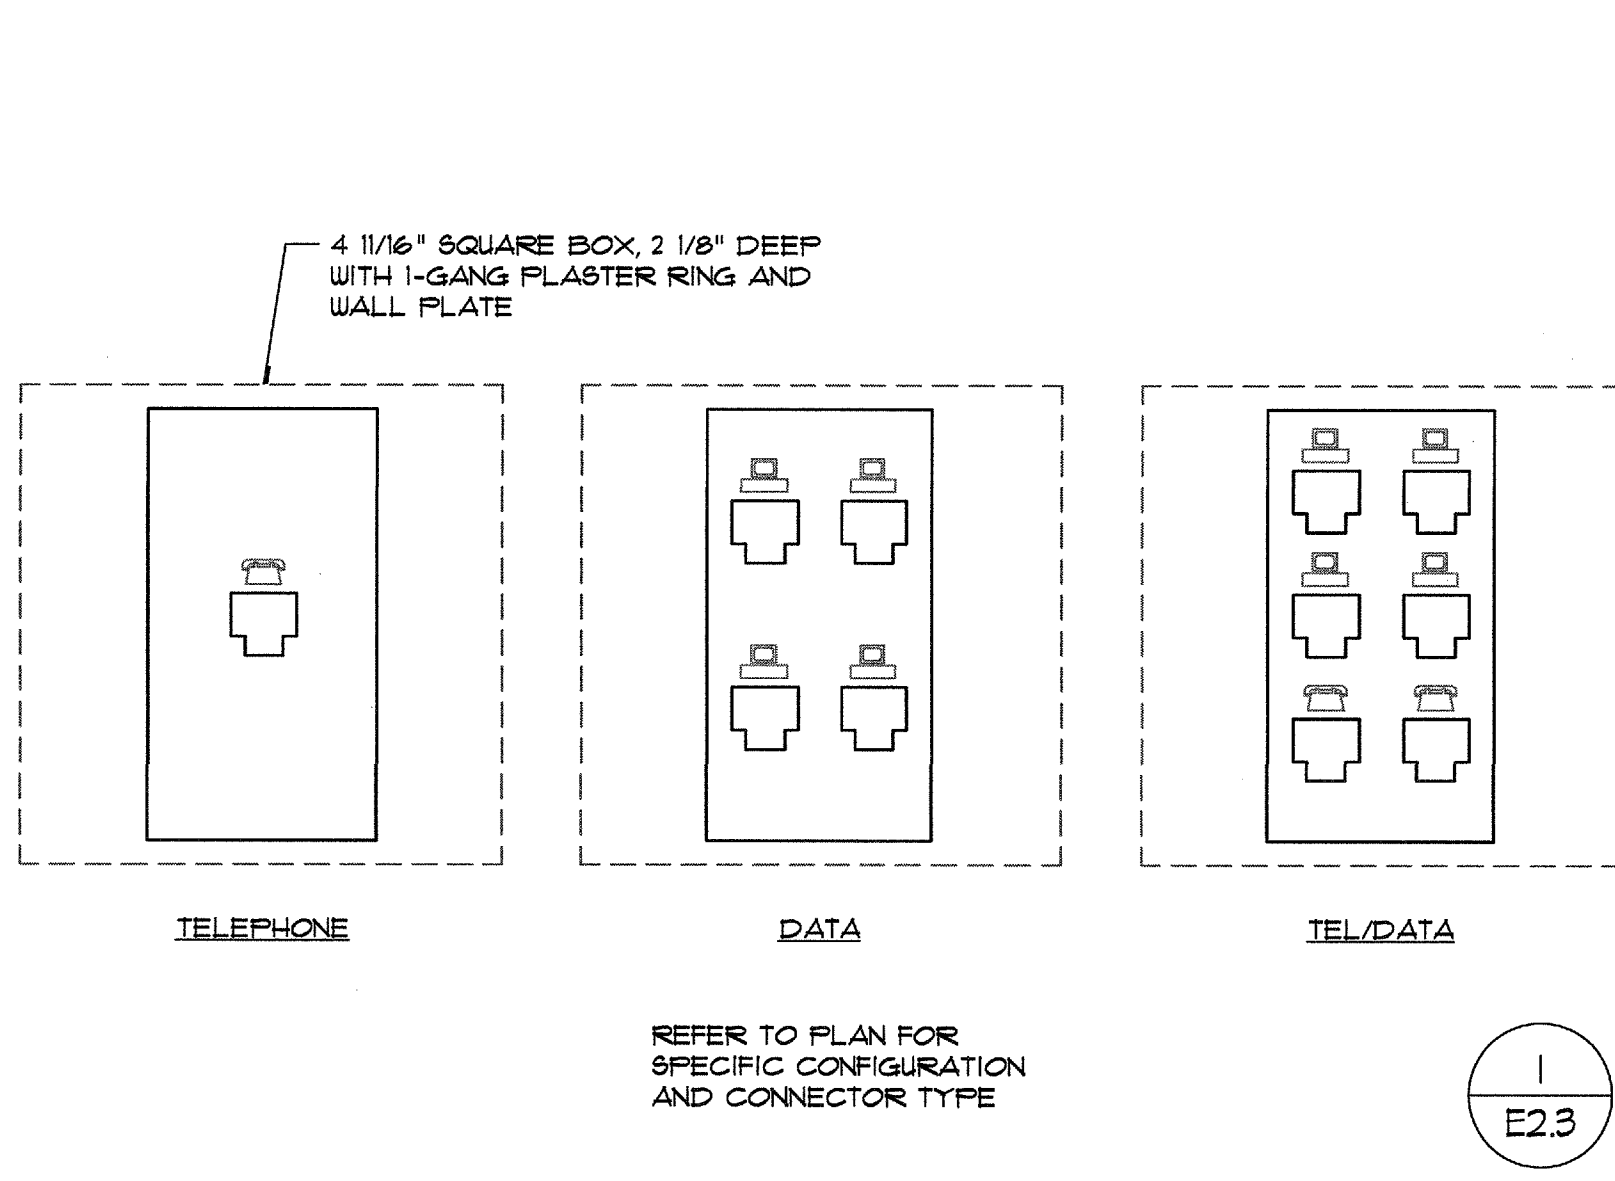 4 11/16" SQUARE BOX, 2 1/8" DEEP
WITH 1-GANG PLASTER RING AND
WALL PLATE
TELEPHONE
DATA
TEL/DATA
REFER TO PLAN FOR
SPECIFIC CONFIGURATION
AND CONNECTOR TYPE
1
E2.3